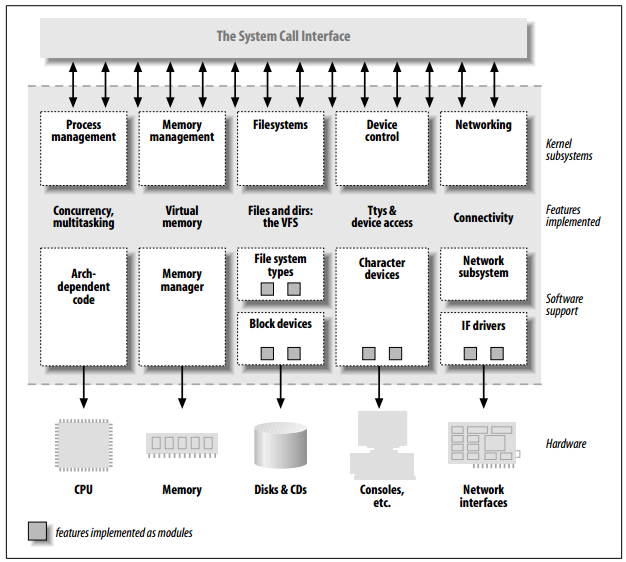 The System Call Interface
Process
management
Memory
management
Filesystems
Device
control
Networking
Kernel
subsystems
Concurrency,
multitasking
Virtual
memory
Files and dirs:
the VFS
Ttys &
device access
Connectivity
Features
implemented
Arch-
dependent
code
Memory
manager
File system
types
Block devices
Character
devices
Network
subsystem
IF drivers
Software
support
Hardware
CPU
Memory
Disks & CDs
Consoles,
etc.
Network
interfaces
features implemented as modules